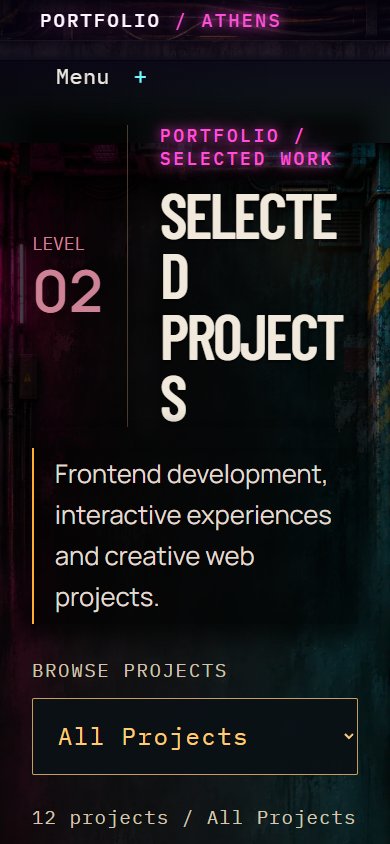 PORTFOLIO / ATHENS
Menu +
PORTFOLIO /
SELECTED WORK
LEVEL
02
SELECTE
D
PROJECT
S
Frontend development,
interactive experiences
and creative web
projects.
BROWSE PROJECTS
All Projects
12 projects / All Projects